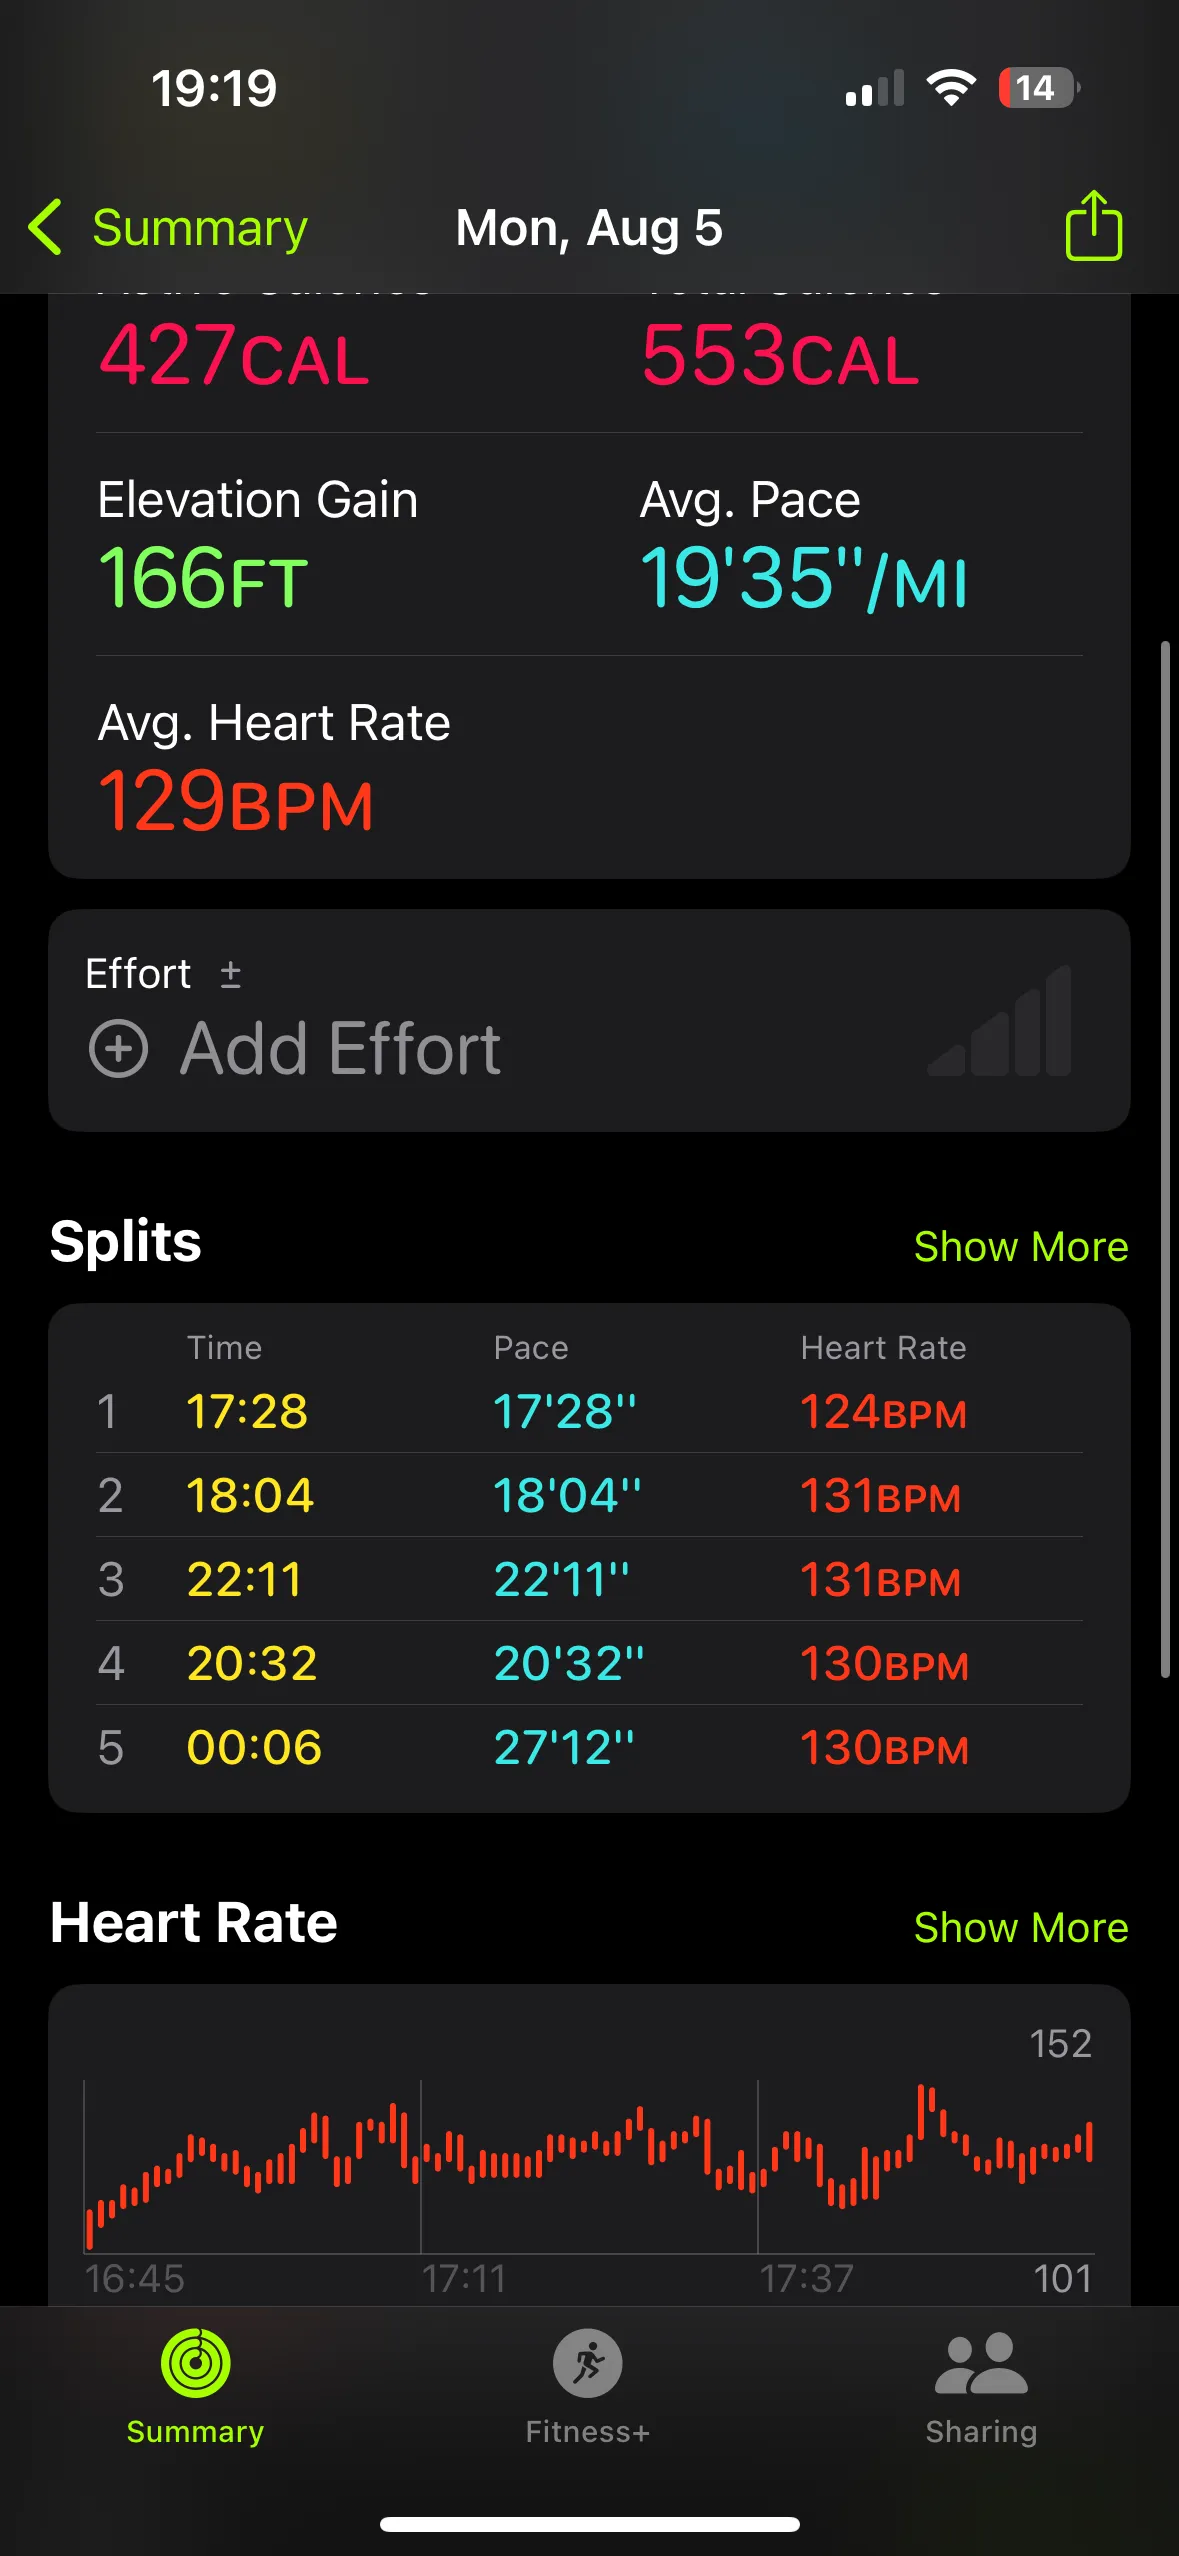 19:19 14
Summary Mon, Aug 5
Active Calories Total Calories
427CAL 553CAL
Elevation Gain Avg. Pace
166FT 19'35"/MI
Avg. Heart Rate
129BPM
Effort ±
Add Effort
Splits Show More
Time Pace Heart Rate
1 17:28 17'28'' 124BPM
2 18:04 18'04'' 131BPM
3 22:11 22'11'' 131BPM
4 20:32 20'32'' 130BPM
5 00:06 27'12'' 130BPM
Heart Rate Show More
152
16:45 17:11 17:37 101
Summary Fitness+ Sharing